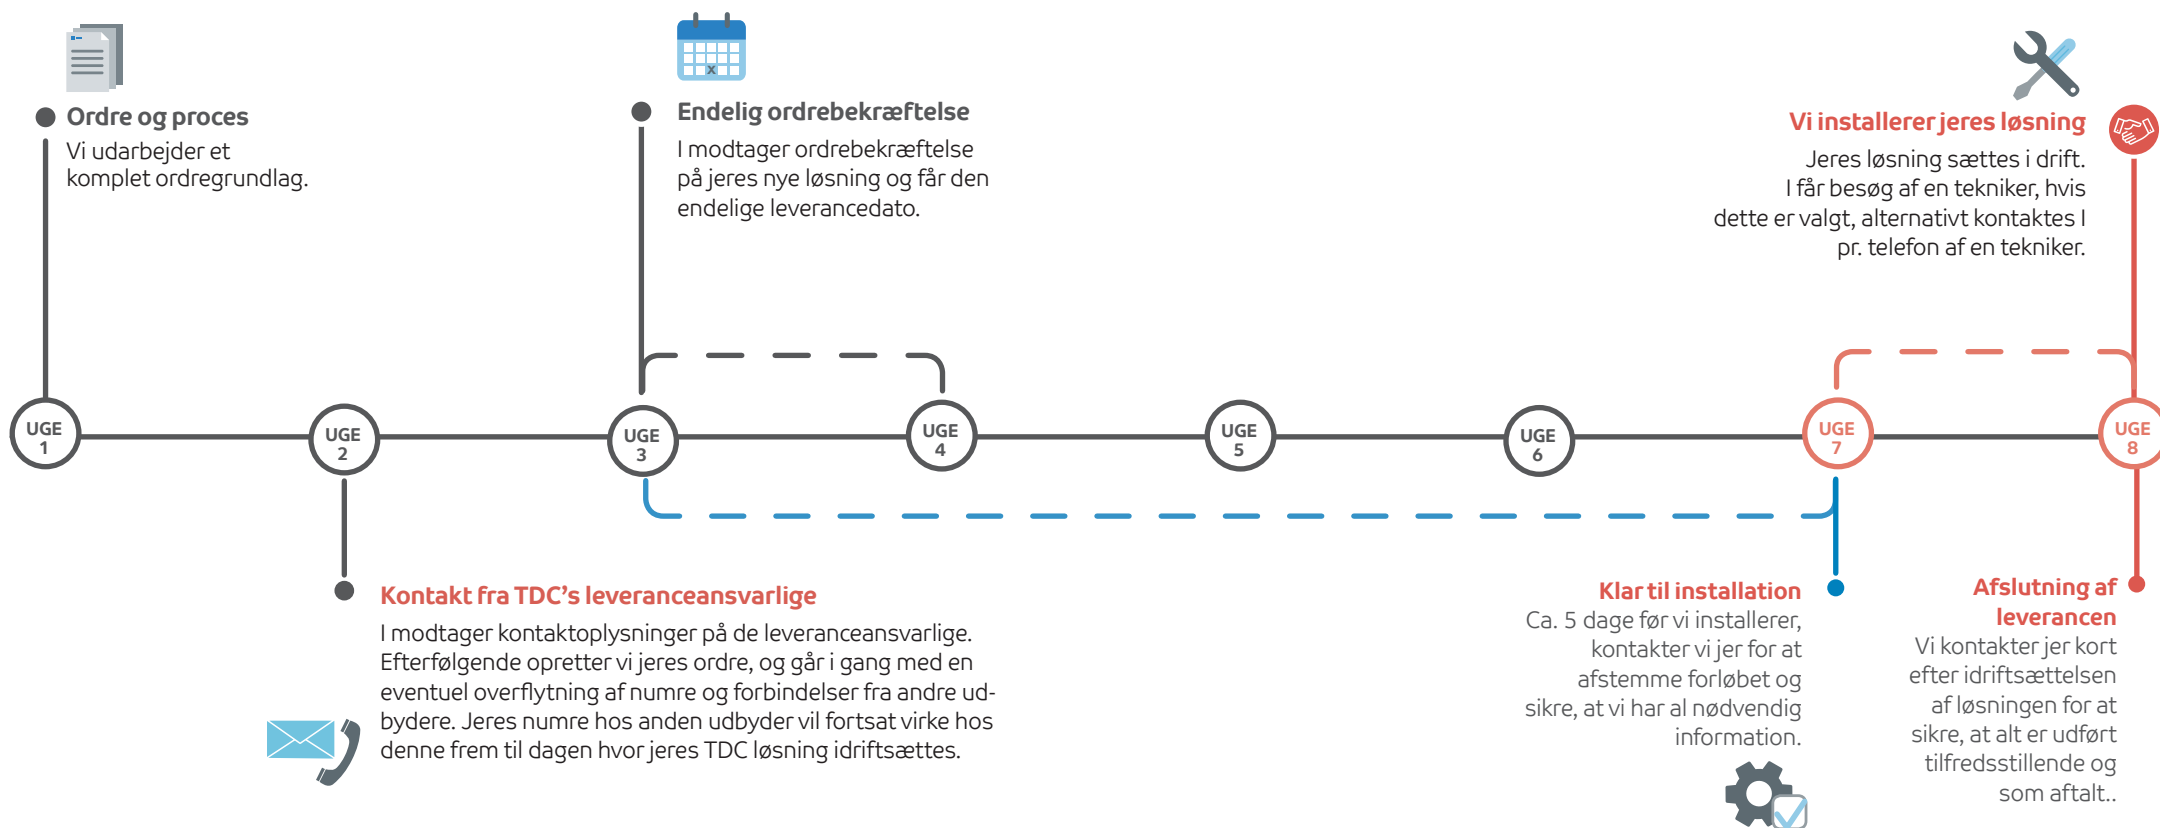 Ordre og proces
Vi udarbejder et
komplet ordregrundlag.
Endelig ordrebekræftelse
I modtager ordrebekræftelse
på jeres nye løsning og får den
endelige leverancedato.
Vi installerer jeres løsning
Jeres løsning sættes i drift.
I får besøg af en tekniker, hvis
dette er valgt, alternativt kontaktes I
pr. telefon af en tekniker.
UGE
1
UGE
2
UGE
3
UGE
4
UGE
5
UGE
6
UGE
7
UGE
8
Kontakt fra TDC's leveranceansvarlige
I modtager kontaktoplysninger på de leveranceansvarlige.
Efterfølgende opretter vi jeres ordre, og går i gang med en
eventuel overflytning af numre og forbindelser fra andre ud-
bydere. Jeres numre hos anden udbyder vil fortsat virke hos
denne frem til dagen hvor jeres TDC løsning idriftsættes.
Klar til installation
Ca. 5 dage før vi installerer,
kontakter vi jer for at
afstemme forløbet og
sikre, at vi har al nødvendig
information.
Afslutning af
leverancen
Vi kontakter jer kort
efter idriftsættelsen
af løsningen for at
sikre, at alt er udført
tilfredsstillende og
som aftalt..